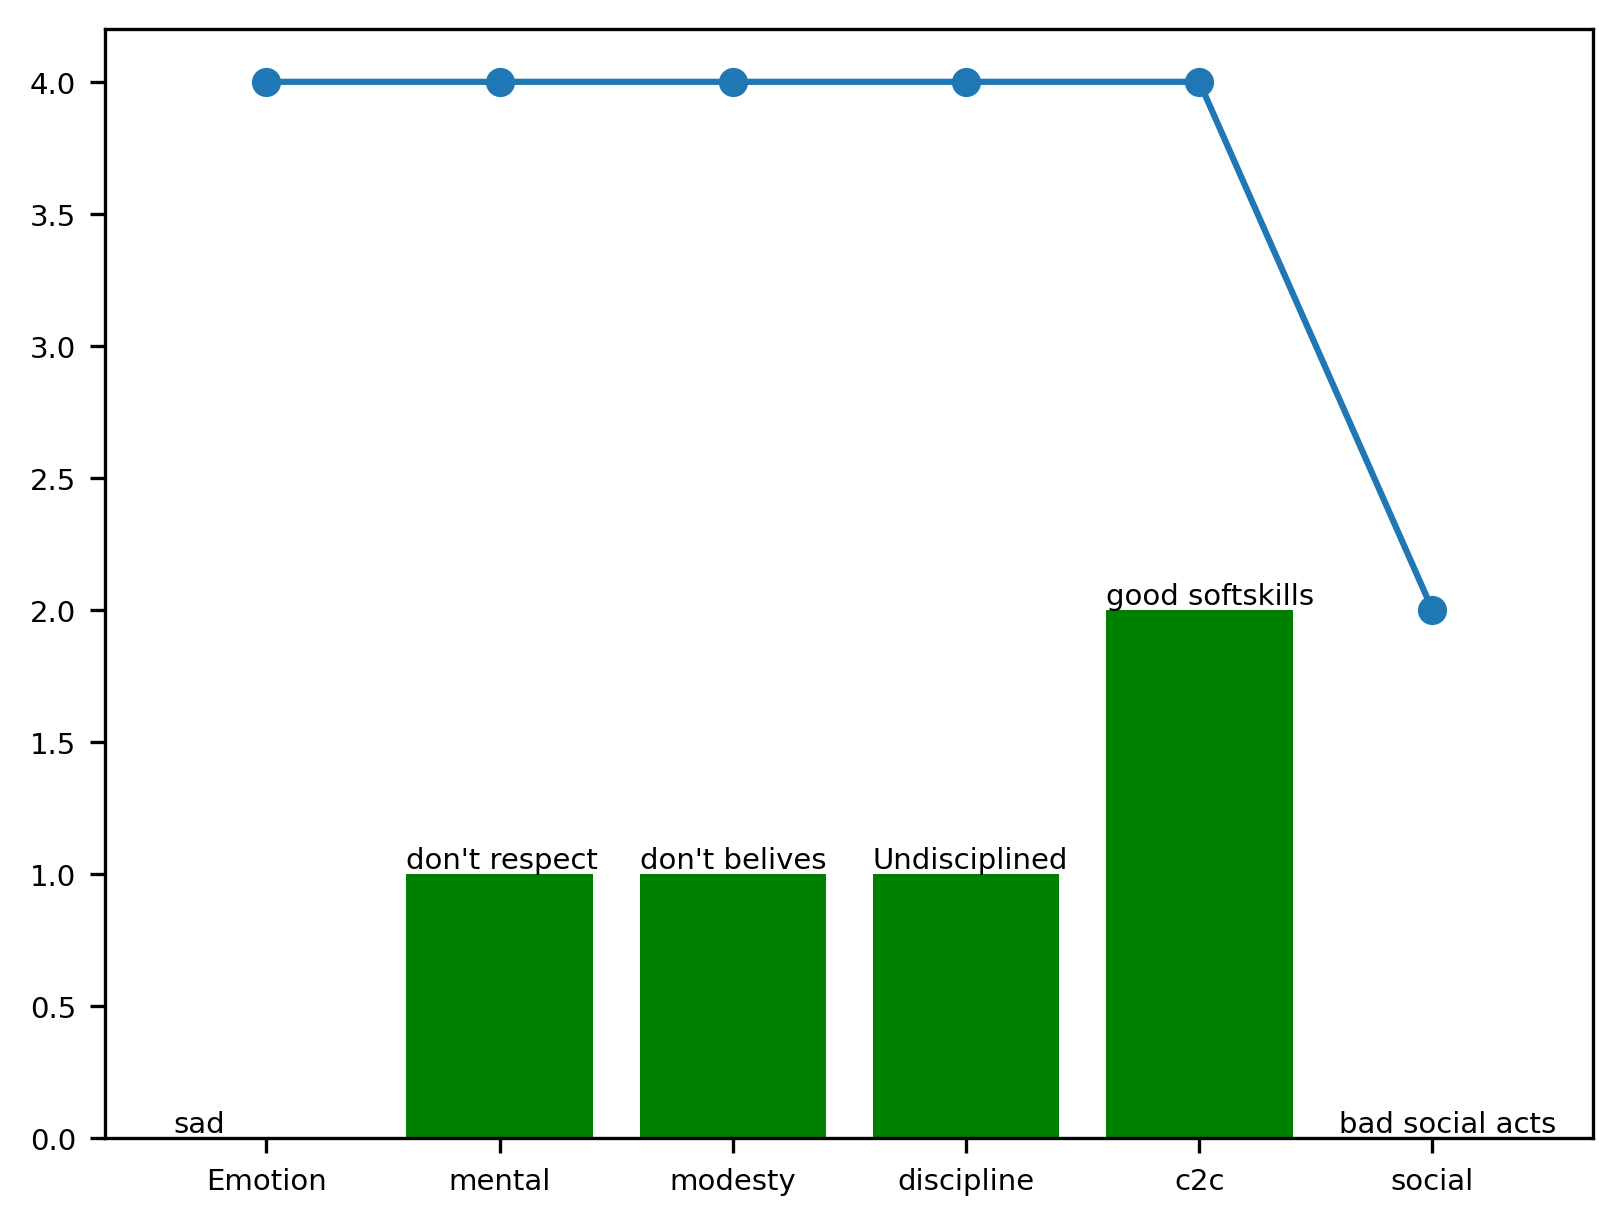 4.0
3.5
3.0
2.5
2.0
1.5
1.0
0.5
0.0
good softskills
don't respect
don't belives
Undisciplined
sad
bad social acts
Emotion
mental
modesty
discipline
c2c
social